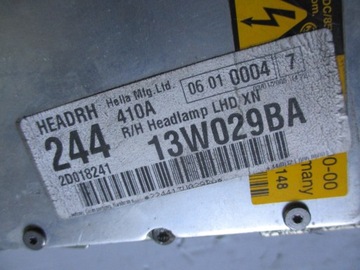 HEADRH Hella Mfg.Ltd. 06 01 0004 7
244 410A
R/H Headlamp LHD XN
2D018241 13W029BA
om.
0-00
148
many